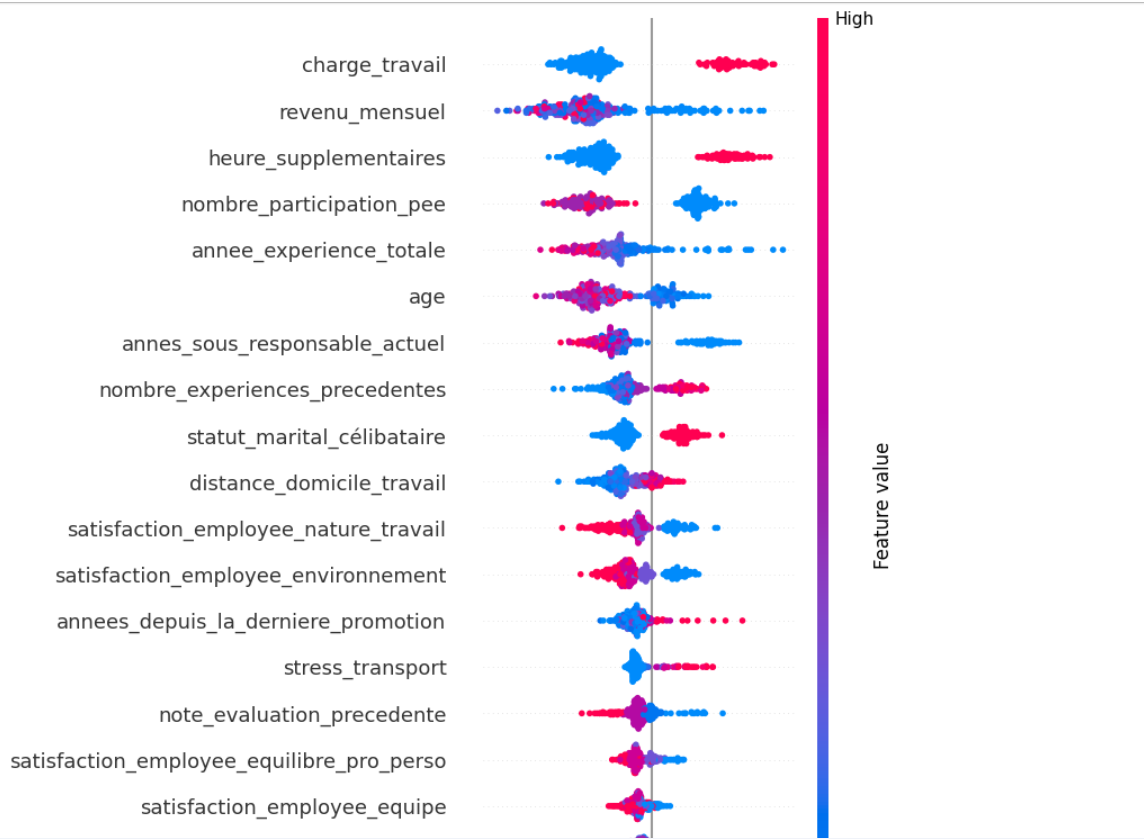 High
charge_travail
revenu_mensuel
heure_supplementaires
nombre_participation_pee
annee_experience_totale
age
annes_sous_responsable_actuel
nombre_experiences_precedentes
statut_marital_célibataire
distance_domicile_travail
satisfaction_employee_nature_travail
satisfaction_employee_environnement
annees_depuis_la_derniere_promotion
stress_transport
note_evaluation_precedente
satisfaction_employee_equilibre_pro_perso
satisfaction_employee_equipe
Feature value